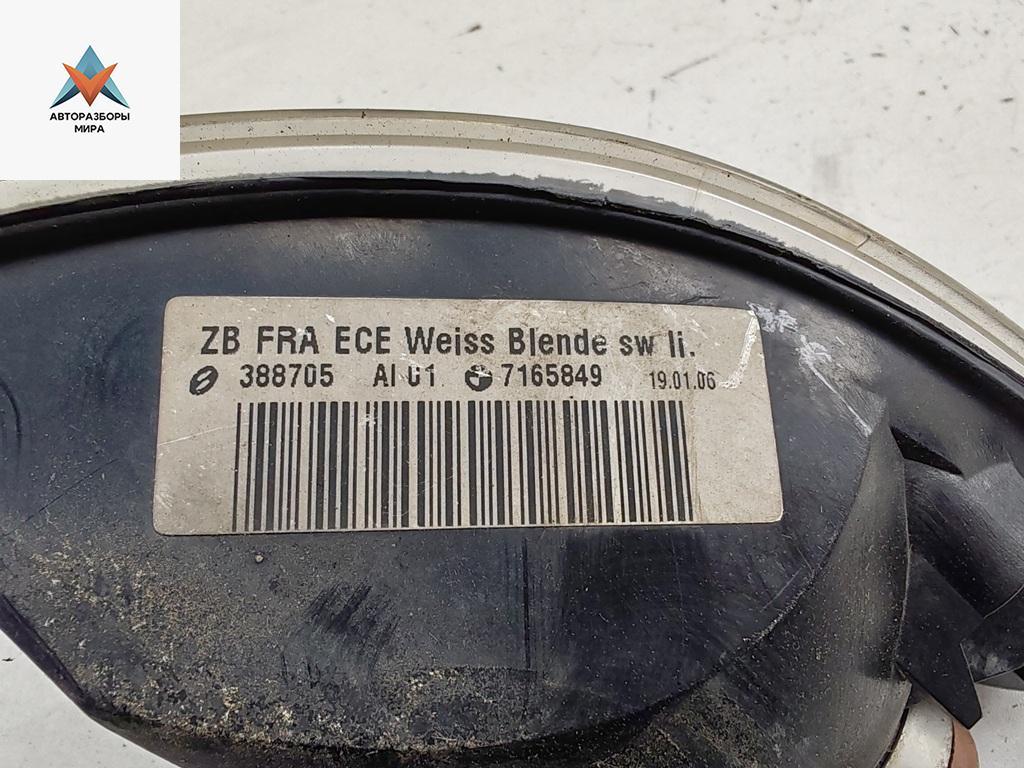 АВТОРАЗБОРЫ
МИРА
ZB FRA ECE Weiss Blende sw li.
388705 AI 01 7165849 19.01.06